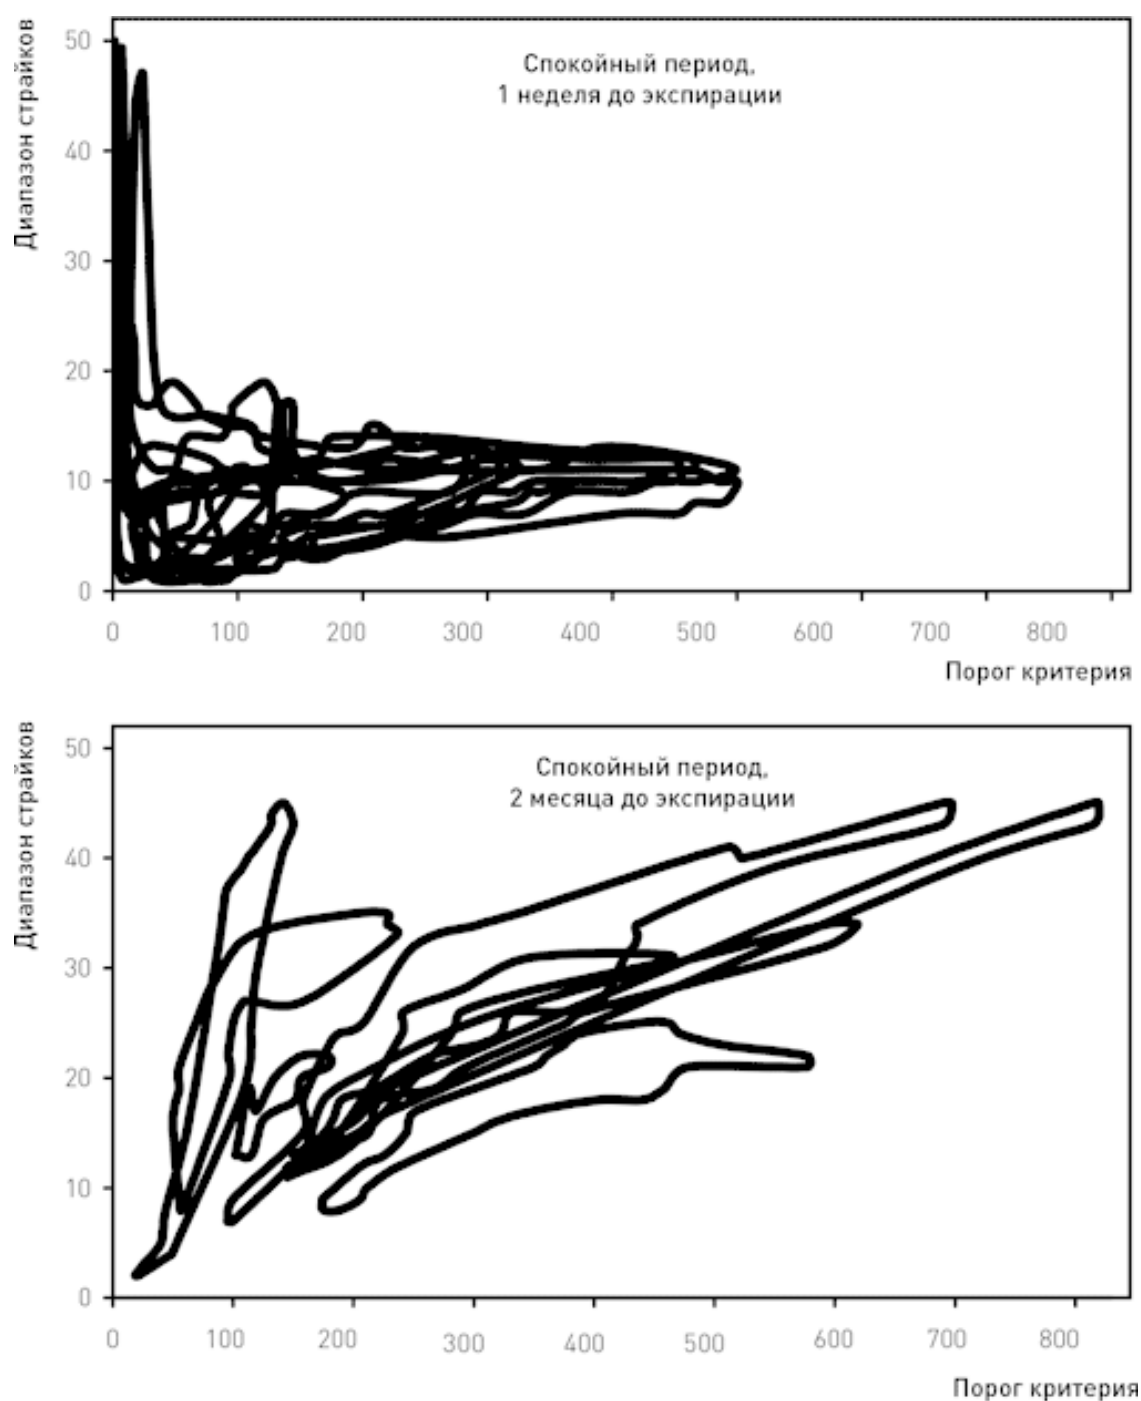 Диапазон страйков
Спокойный период,
1 неделя до экспирации
50
40
30
20
10
0
0 100 200 300 400 500 600 700 800
Порог критерия
Диапазон страйков
Спокойный период,
2 месяца до экспирации
50
40
30
20
10
0
0 100 200 300 400 500 600 700 800
Порог критерия